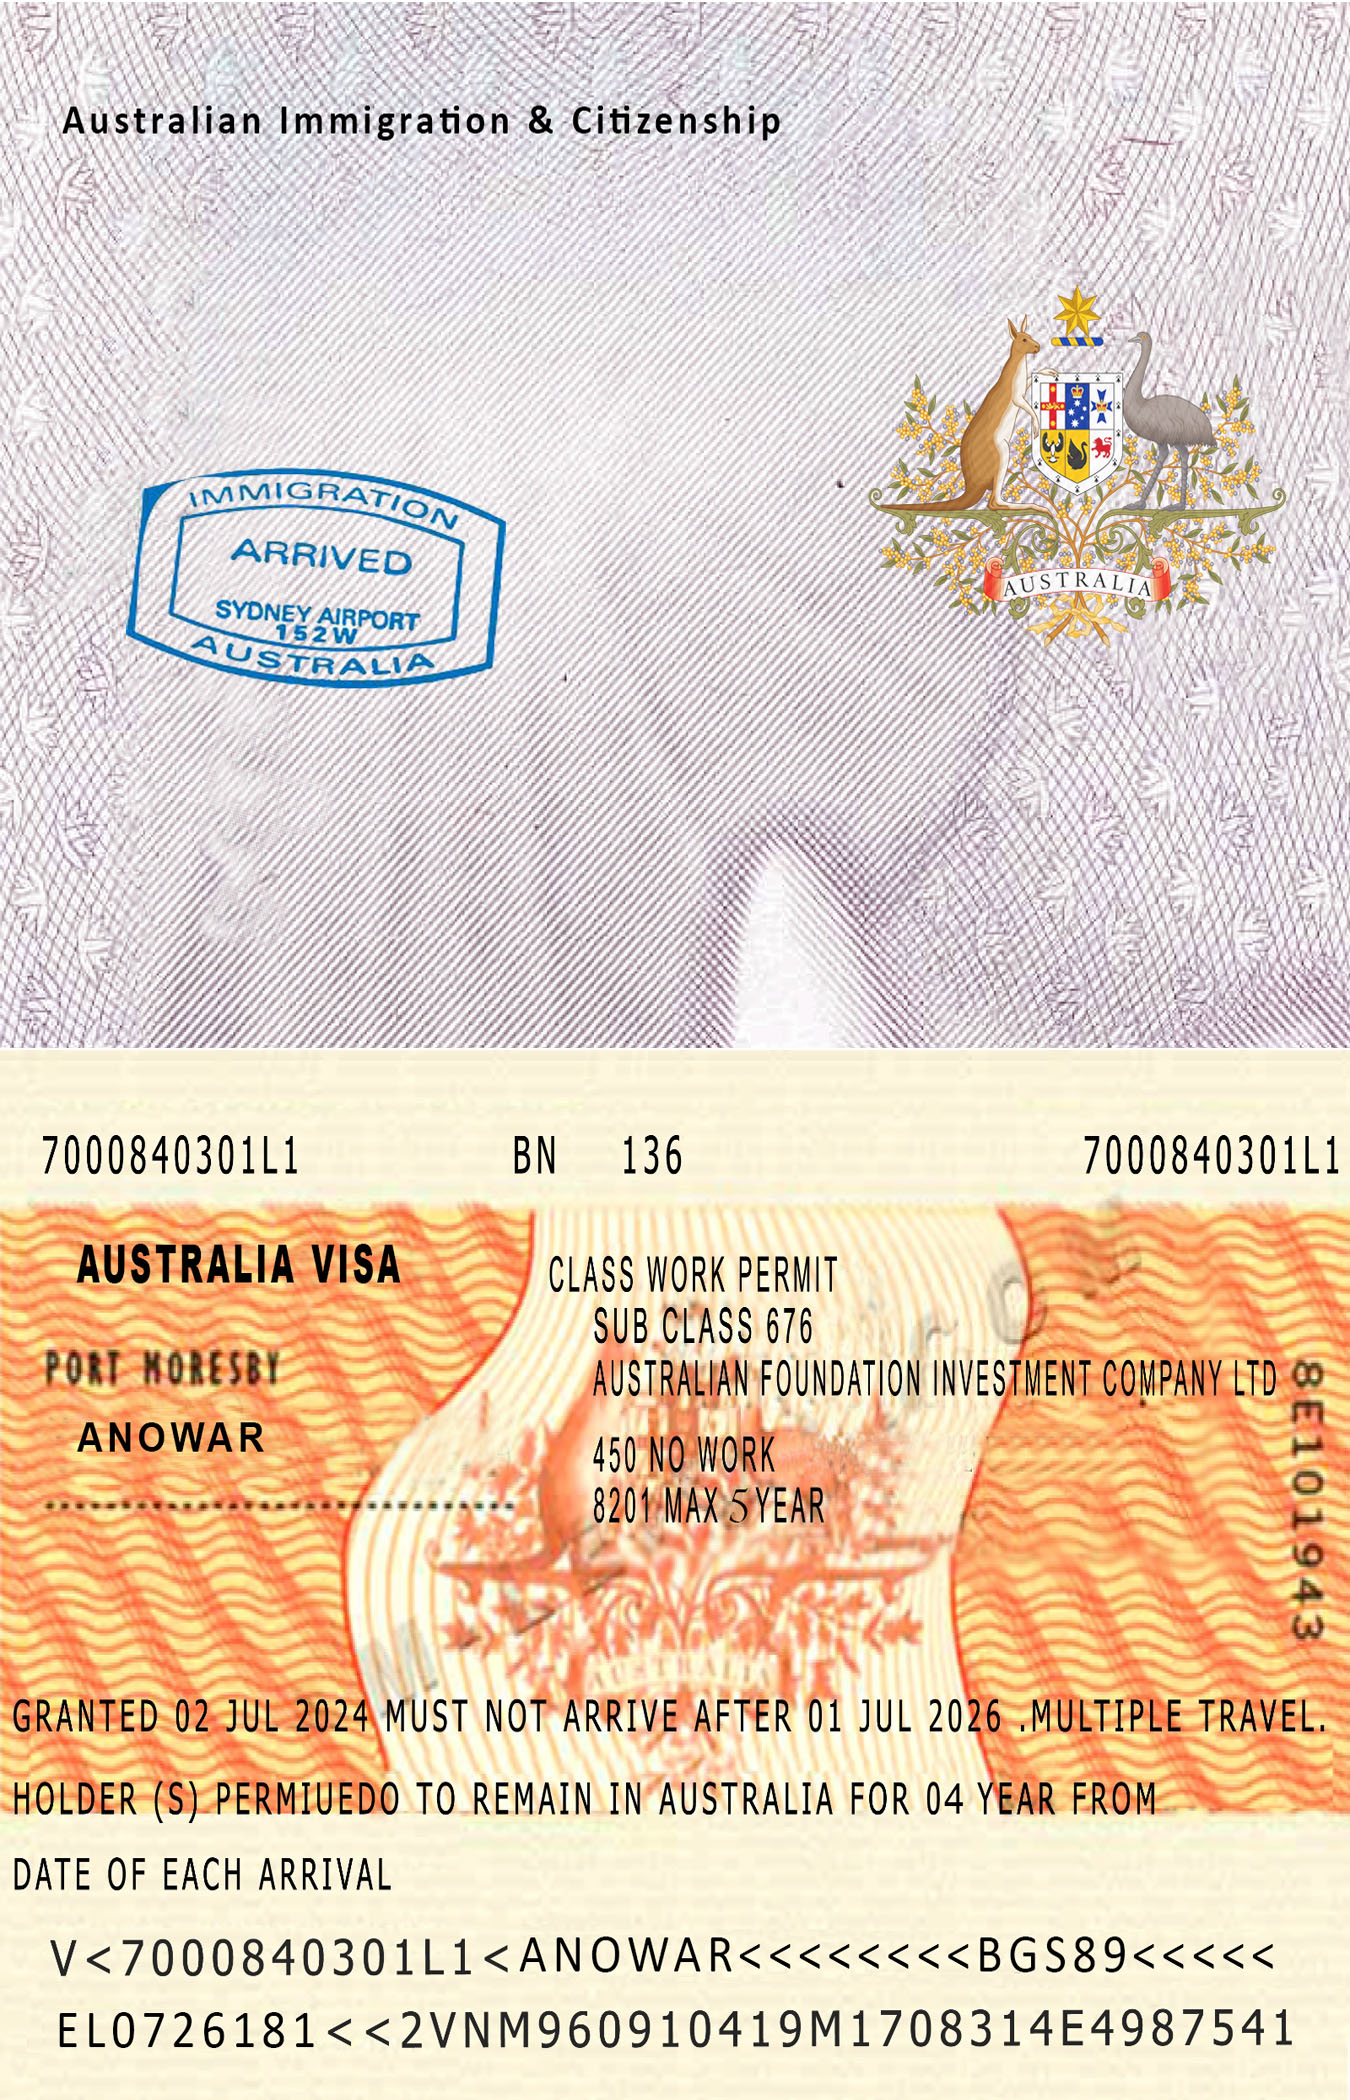 Australian Immigration & Citizenship
AUSTRALIA
IMMIGRATION
ARRIVED
SYDNEY AIRPORT
152W
AUSTRALIA
7000840301L1 BN 136 7000840301L1
AUSTRALIA VISA
PORT MORESBY
ANOWAR
CLASS WORK PERMIT
SUB CLASS 676
AUSTRALIAN FOUNDATION INVESTMENT COMPANY LTD
450 NO WORK
8201 MAX 5 YEAR
8E101943
GRANTED 02 JUL 2024 MUST NOT ARRIVE AFTER 01 JUL 2026 .MULTIPLE TRAVEL.
HOLDER (S) PERMIUEDO TO REMAIN IN AUSTRALIA FOR 04 YEAR FROM
DATE OF EACH ARRIVAL
V<7000840301L1<ANOWAR<<<<<<<<BGS89<<<<<
EL0726181<<2VNM960910419M1708314E4987541